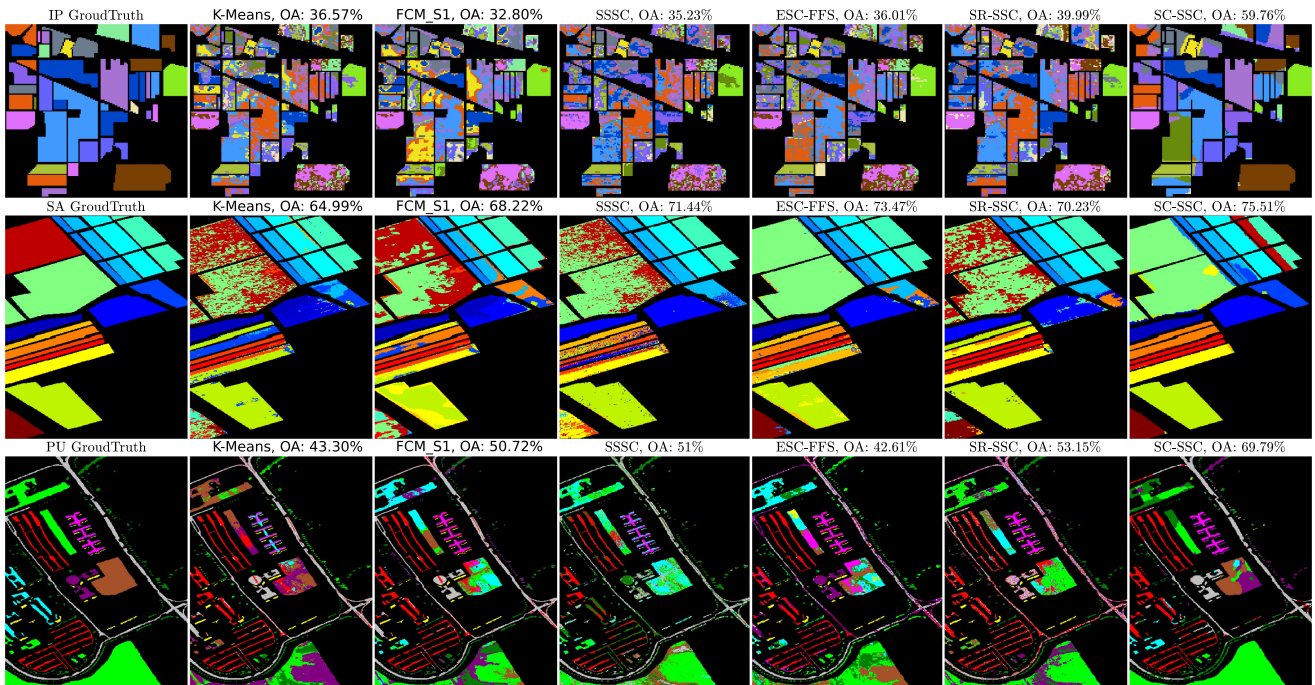 IP GroudTruth
K-Means, OA: 36.57%
FCM_S1, OA: 32.80%
SSSC, OA: 35.23%
ESC-FFS, OA: 36.01%
SR-SSC, OA: 39.99%
SC-SSC, OA: 59.76%
SA GroudTruth
K-Means, OA: 64.99%
FCM_S1, OA: 68.22%
SSSC, OA: 71.44%
ESC-FFS, OA: 73.47%
SR-SSC, OA: 70.23%
SC-SSC, OA: 75.51%
PU GroudTruth
K-Means, OA: 43.30%
FCM_S1, OA: 50.72%
SSSC, OA: 51%
ESC-FFS, OA: 42.61%
SR-SSC, OA: 53.15%
SC-SSC, OA: 69.79%